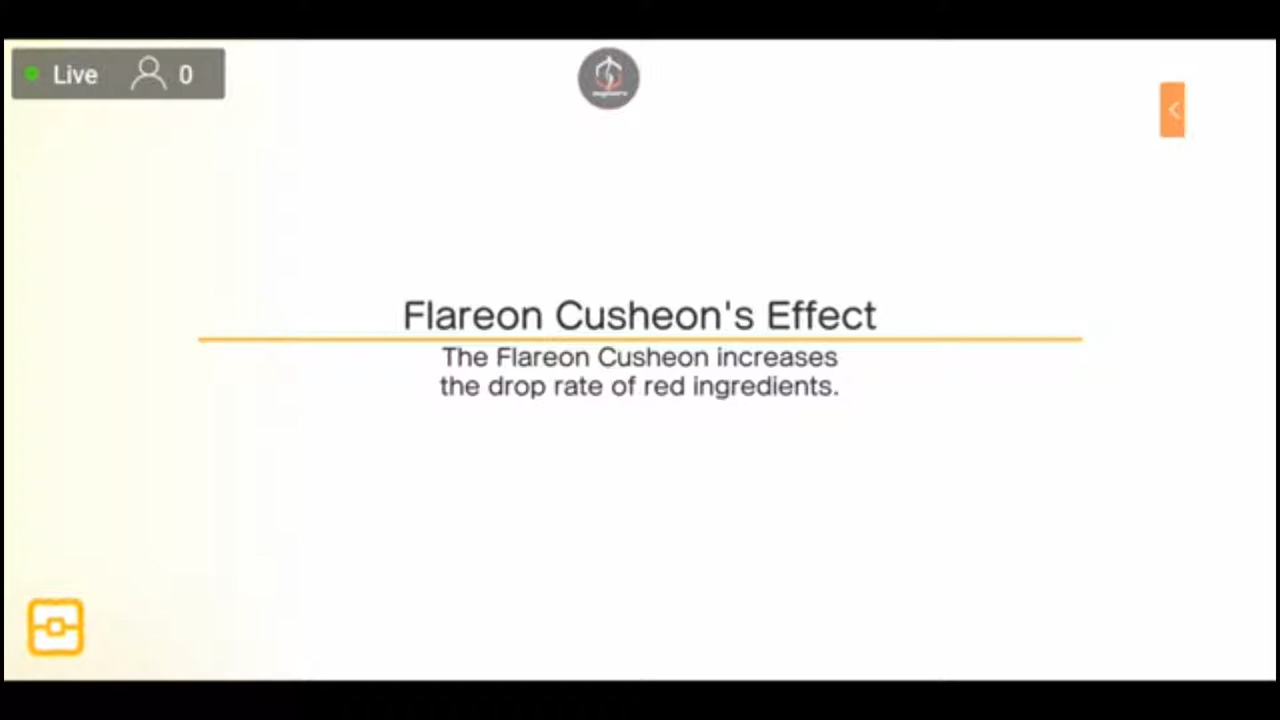 Live 0
Flareon Cusheon's Effect
The Flareon Cusheon increases
the drop rate of red ingredients.